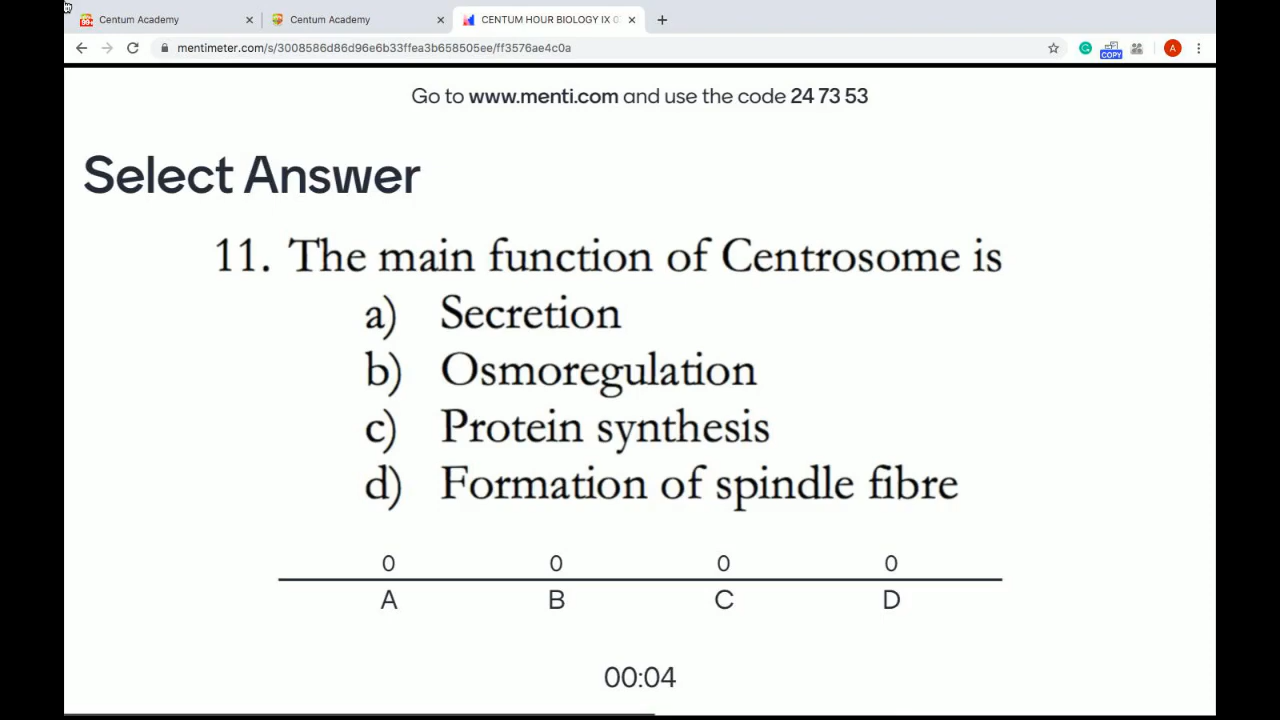 Centum Academy
Centum Academy
CENTUM HOUR BIOLOGY IX G
mentimeter.com/s/3008586d86d96e6b33ffea3b658505ee/ff3576ae4c0a
COPY
A
Go to www.menti.com and use the code 24 73 53
Select Answer
11. The main function of Centrosome is
a) Secretion
b) Osmoregulation
c) Protein synthesis
d) Formation of spindle fibre
0 0 0 0
A B C D
00:04